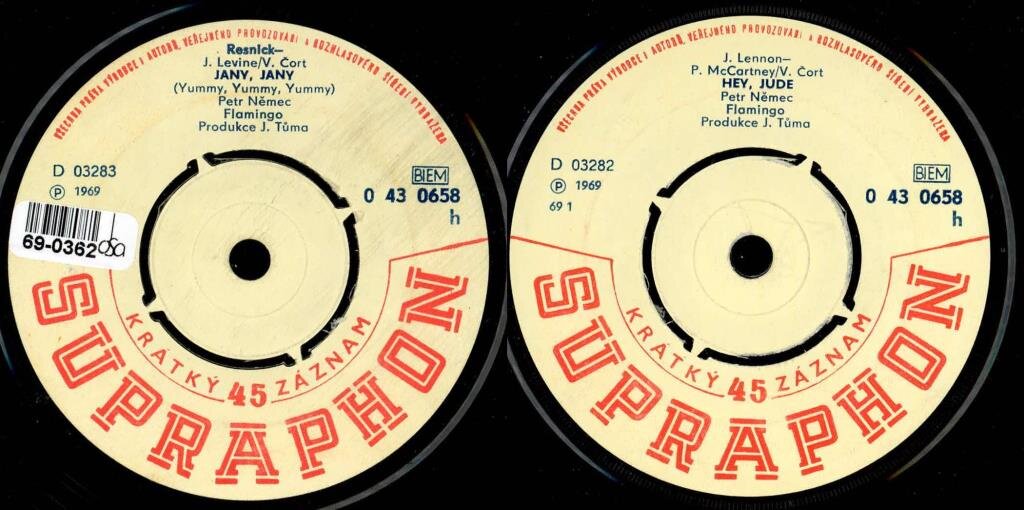 VŠECHNA PRÁVA VÝROBCE I AUTORŮ, VEŘEJNÉHO PROVOZOVÁNÍ A ROZHLASOVÉHO ŠÍŘENÍ VYHRAZENA
Resnick—
J. Levine/V. Čort
JANY, JANY
(Yummy, Yummy, Yummy)
Petr Němec
Flamingo
Produkce J. Tůma
D 03283
Ⓟ 1969
BIEM
0 43 0658
h
69-0362 osa
KRÁTKÝ 45 ZÁZNAM
SUPRAPHON
VŠECHNA PRÁVA VÝROBCE I AUTORŮ, VEŘEJNÉHO PROVOZOVÁNÍ A ROZHLASOVÉHO ŠÍŘENÍ VYHRAZENA
J. Lennon—
P. McCartney/V. Čort
HEY, JUDE
Petr Němec
Flamingo
Produkce J. Tůma
D 03282
Ⓟ 1969
69 1
BIEM
0 43 0658
h
KRÁTKÝ 45 ZÁZNAM
SUPRAPHON